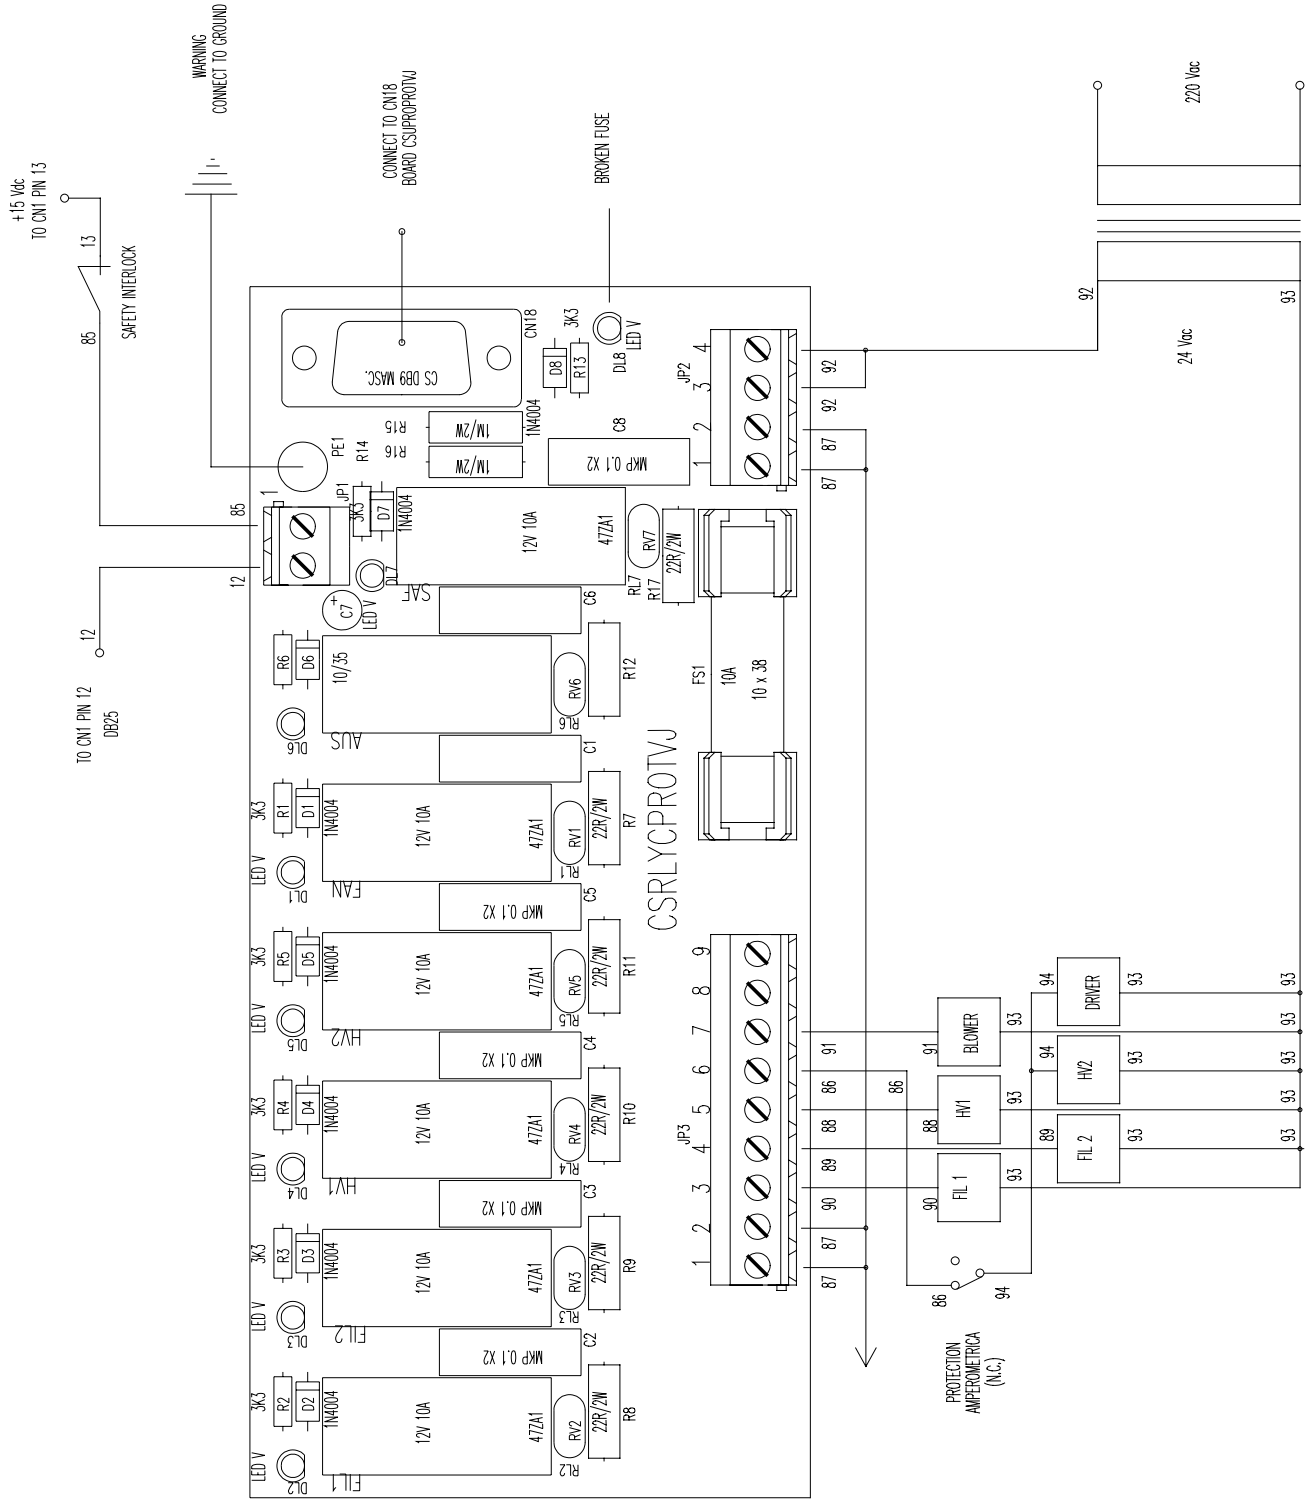 +15 Vdc
TO CN1 PIN 13
13
SAFETY INTERLOCK
85
WARNING
CONNECT TO GROUND
CONNECT TO CN18
BOARD CSUPROPROTVJ
BROKEN FUSE
220 Vac
24 Vac
92
93
TO CN1 PIN 12
DB25
12
85
12
1
JP1
PE1
CS DB9 MASC.
CN18
3K3
D8
R13
DL8
LED V
R14
R15
R16
1M/2W
1M/2W
1N4004
C8
MKP 0.1 X2
3K3
D7
1N4004
DL7
LED V
+
C7
SAF
12V 10A
47ZA1
RV7
RL7
R17
22R/2W
C6
R6
D6
10/35
DL6
AUS
RV6
RL6
R12
C1
3K3
R1
D1
1N4004
LED V
DL1
FAN
12V 10A
47ZA1
RV1
RL1
22R/2W
R7
C5
MKP 0.1 X2
3K3
R5
D5
1N4004
LED V
DL5
HV2
12V 10A
47ZA1
RV5
RL5
22R/2W
R11
C4
MKP 0.1 X2
3K3
R4
D4
1N4004
LED V
DL4
HV1
12V 10A
47ZA1
RV4
RL4
22R/2W
R10
C3
MKP 0.1 X2
3K3
R3
D3
1N4004
LED V
DL3
FIL2
12V 10A
47ZA1
RV3
RL3
22R/2W
R9
C2
MKP 0.1 X2
3K3
R2
D2
1N4004
LED V
DL2
FIL1
12V 10A
47ZA1
RV2
RL2
22R/2W
R8
CSRLYCPROTVJ
FS1
10A
10 x 38
JP2
4
3
2
1
92
92
87
87
JP3
9
8
7
6
5
4
3
2
1
91
86
88
89
90
87
87
91
BLOWER
93
94
DRIVER
93
93
93
86
94
HV2
93
93
88
HV1
93
93
89
FIL 2
93
93
90
FIL 1
93
86
94
PROTECTION
AMPEROMETRICA
(N.C.)